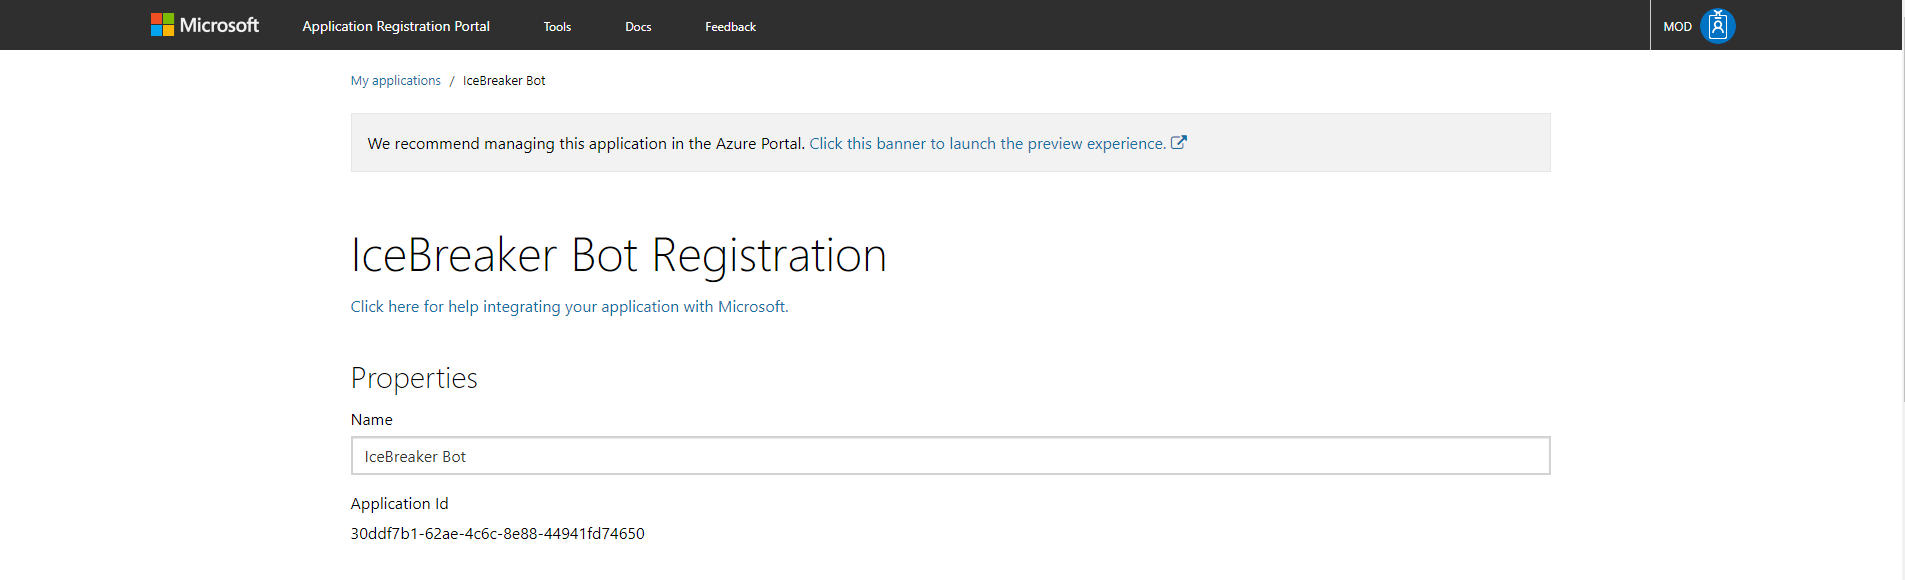 Microsoft Application Registration Portal Tools Docs Feedback MOD
My applications / IceBreaker Bot
We recommend managing this application in the Azure Portal. Click this banner to launch the preview experience.
IceBreaker Bot Registration
Click here for help integrating your application with Microsoft.
Properties
Name
IceBreaker Bot
Application Id
30ddf7b1-62ae-4c6c-8e88-44941fd74650